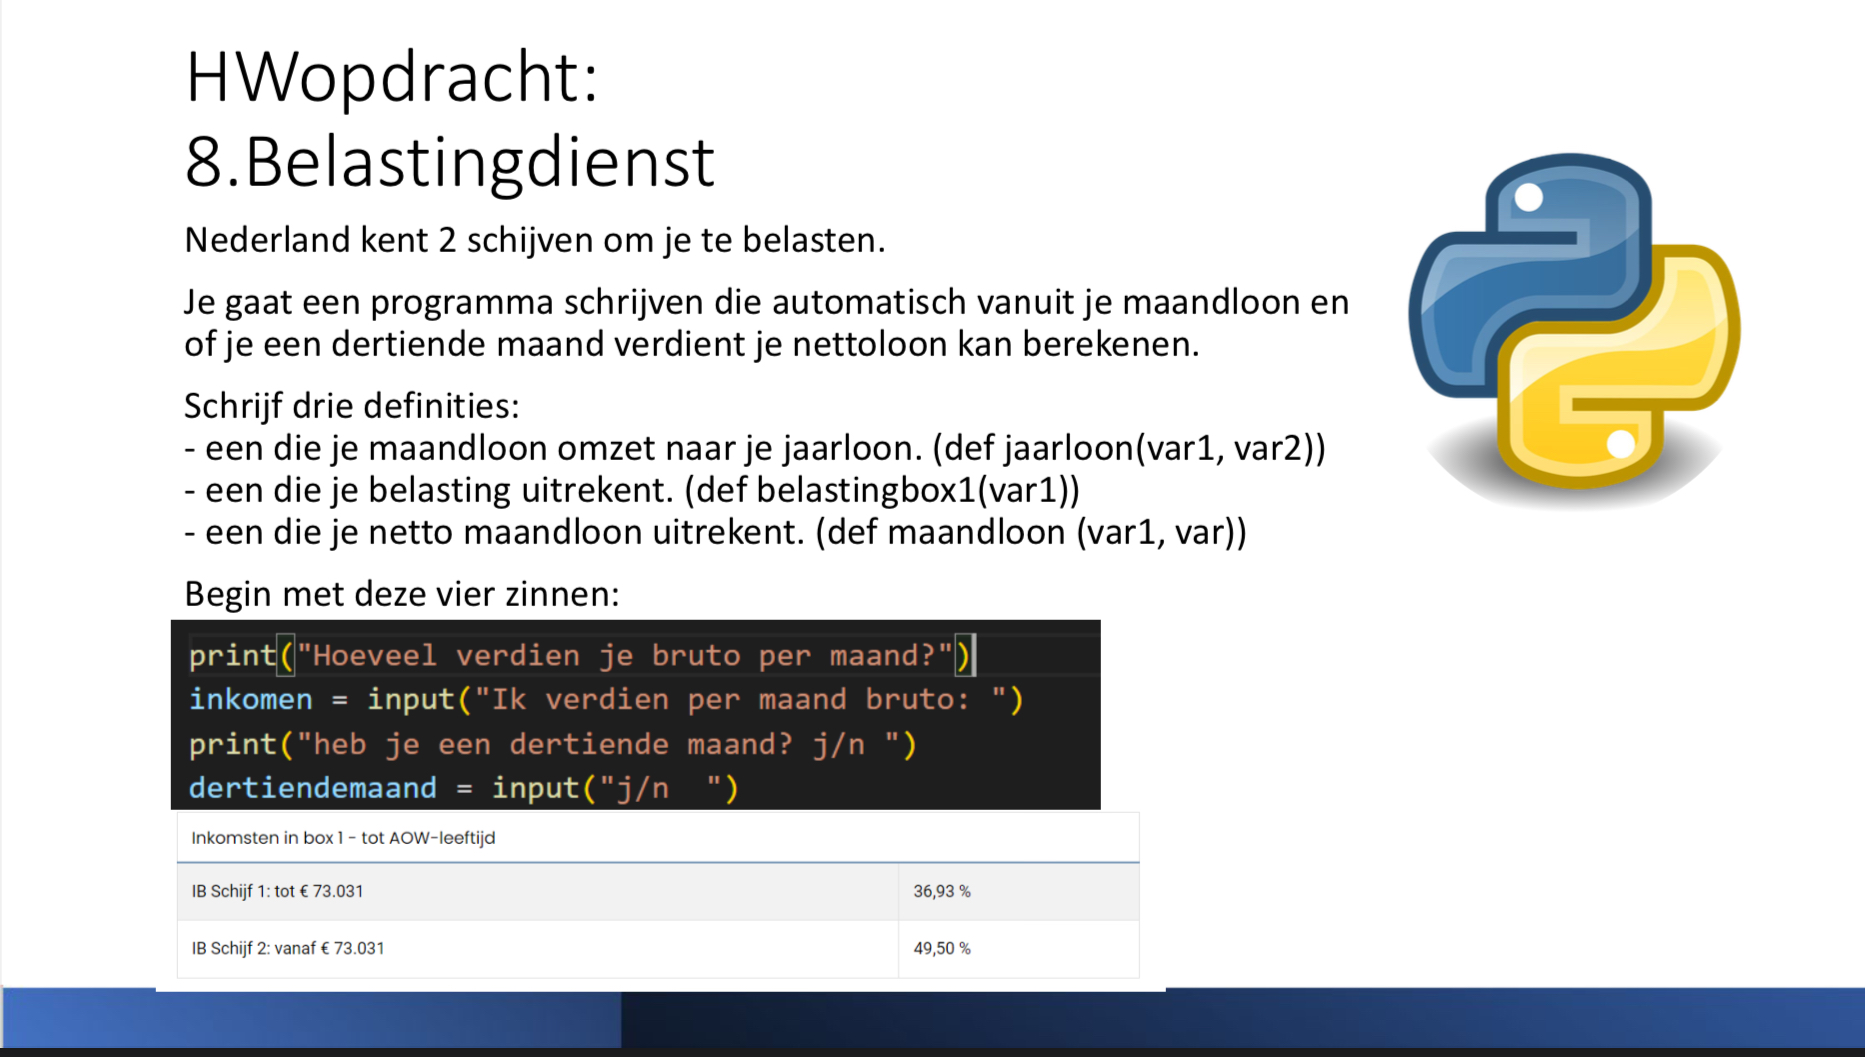 HWopdracht:
8.Belastingdienst
Nederland kent 2 schijven om je te belasten.
Je gaat een programma schrijven die automatisch vanuit je maandloon en
of je een dertiende maand verdient je nettoloon kan berekenen.
Schrijf drie definities:
- een die je maandloon omzet naar je jaarloon. (def jaarloon(var1, var2))
- een die je belasting uitrekent. (def belastingbox1(var1))
- een die je netto maandloon uitrekent. (def maandloon (var1, var))
Begin met deze vier zinnen:
print("Hoeveel verdien je bruto per maand?")
inkomen = input("Ik verdien per maand bruto: ")
print("heb je een dertiende maand? j/n ")
dertiendemaand = input("j/n  ")
Inkomsten in box 1 - tot AOW-leeftijd
IB Schijf 1: tot € 73.031 36,93 %
IB Schijf 2: vanaf € 73.031 49,50 %